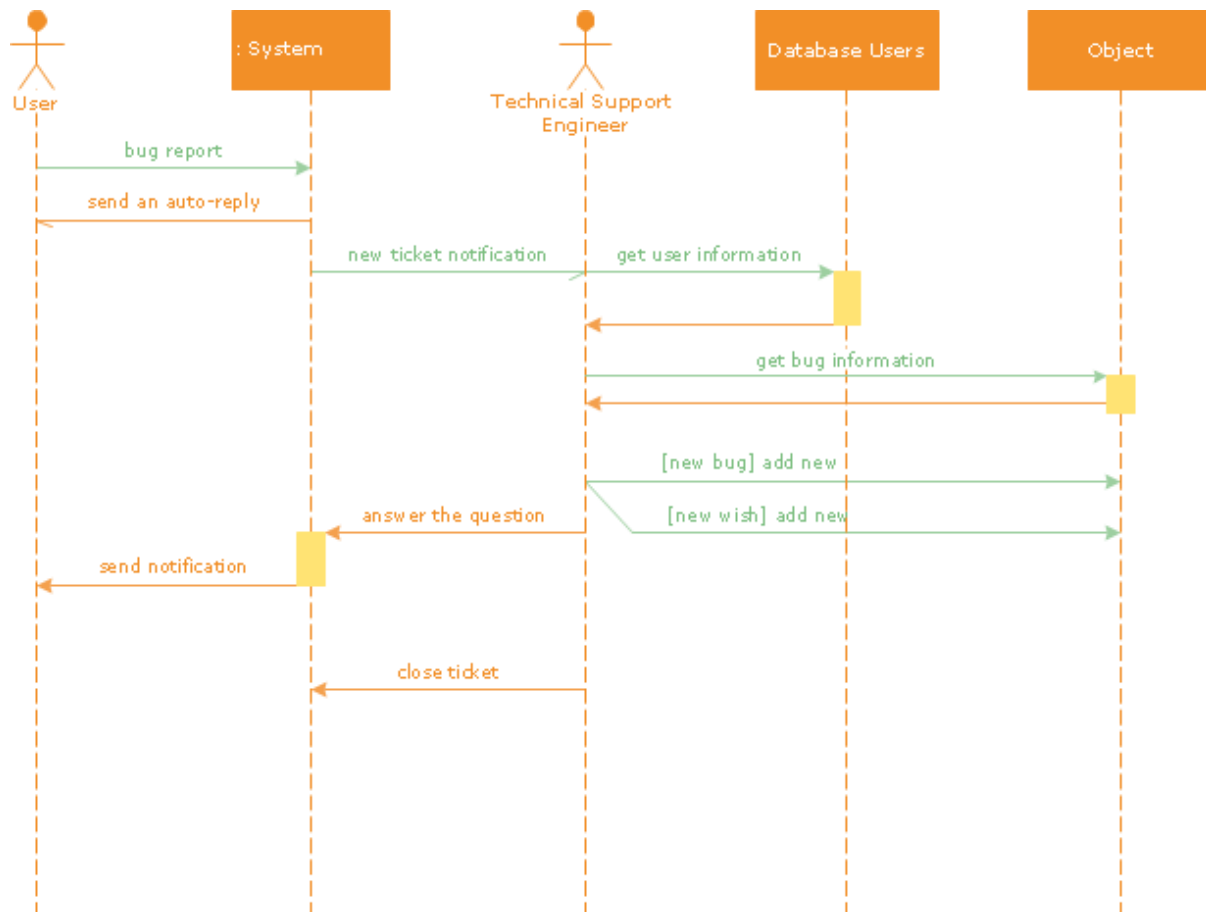 : System
Database Users
Object
User
Technical Support
Engineer
bug report
send an auto-reply
new ticket notification
get user information
get bug information
[new bug] add new
answer the question
[new wish] add new
send notification
close ticket